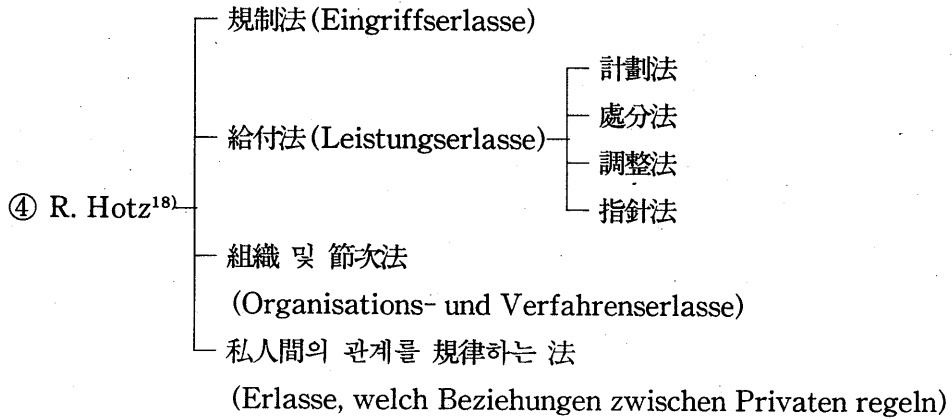 規制法(Eingriffserlasse)
計劃法
處分法
給付法(Leistungserlasse)
調整法
指針法
④ R. Hotz¹⁸⁾
組織 및 節次法
(Organisations- und Verfahrenserlasse)
私人間의 관계를 規律하는 法
(Erlasse, welch Beziehungen zwischen Privaten regeln)